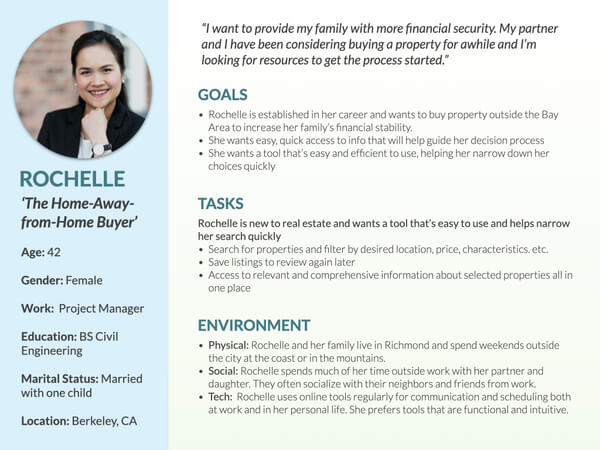 “I want to provide my family with more financial security. My partner
and I have been considering buying a property for awhile and I’m
looking for resources to get the process started.”
ROCHELLE
‘The Home-Away-
from-Home Buyer’
Age: 42
Gender: Female
Work: Project Manager
Education: BS Civil
Engineering
Marital Status: Married
with one child
Location: Berkeley, CA
GOALS
• Rochelle is established in her career and wants to buy property outside the Bay
Area to increase her family’s financial stability.
• She wants easy, quick access to info that will help guide her decision process
• She wants a tool that’s easy and efficient to use, helping her narrow down her
choices quickly
TASKS
Rochelle is new to real estate and wants a tool that’s easy to use and helps narrow
her search quickly
• Search for properties and filter by desired location, price, characteristics. etc.
• Save listings to review again later
• Access to relevant and comprehensive information about selected properties all in
one place
ENVIRONMENT
• Physical: Rochelle and her family live in Richmond and spend weekends outside
the city at the coast or in the mountains.
• Social: Rochelle spends much of her time outside work with her partner and
daughter. They often socialize with their neighbors and friends from work.
• Tech: Rochelle uses online tools regularly for communication and scheduling both
at work and in her personal life. She prefers tools that are functional and intuitive.